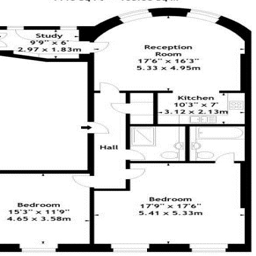 Study
9'9" x 6'
2.97 x 1.83m
Reception
Room
17'6" x 16'3"
5.33 x 4.95m
Kitchen
10'3" x 7'
3.12 x 2.13m
Hall
Bedroom
15'3" x 11'9"
4.65 x 3.58m
Bedroom
17'9" x 17'6"
5.41 x 5.33m